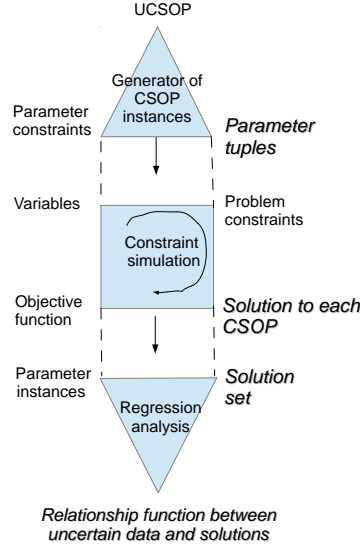 UCSOP
Generator of
CSOP
instances
Parameter
constraints
Parameter
tuples
Variables
Problem
constraints
Constraint
simulation
Objective
function
Solution to each
CSOP
Parameter
instances
Solution
set
Regression
analysis
Relationship function between
uncertain data and solutions